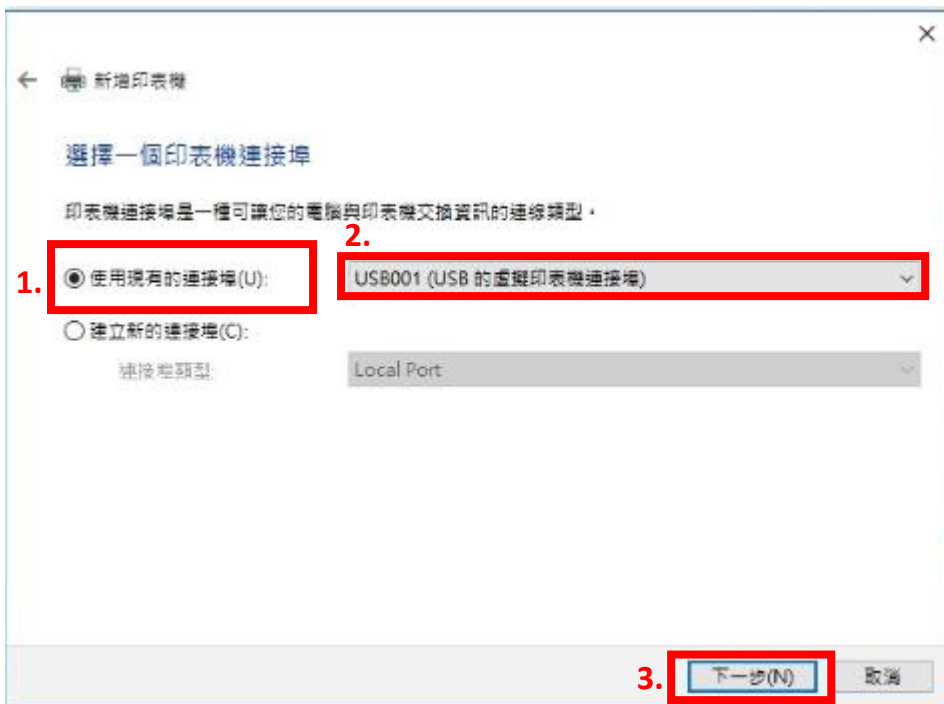 新增印表機
選擇一個印表機連接埠
印表機連接埠是一種可讓您的電腦與印表機交換資訊的連線類型。
2.
1. 使用現有的連接埠(U): USB001 (USB 的虛擬印表機連接埠)
建立新的連接埠(C):
連接埠類型 Local Port
3. 下一步(N) 取消